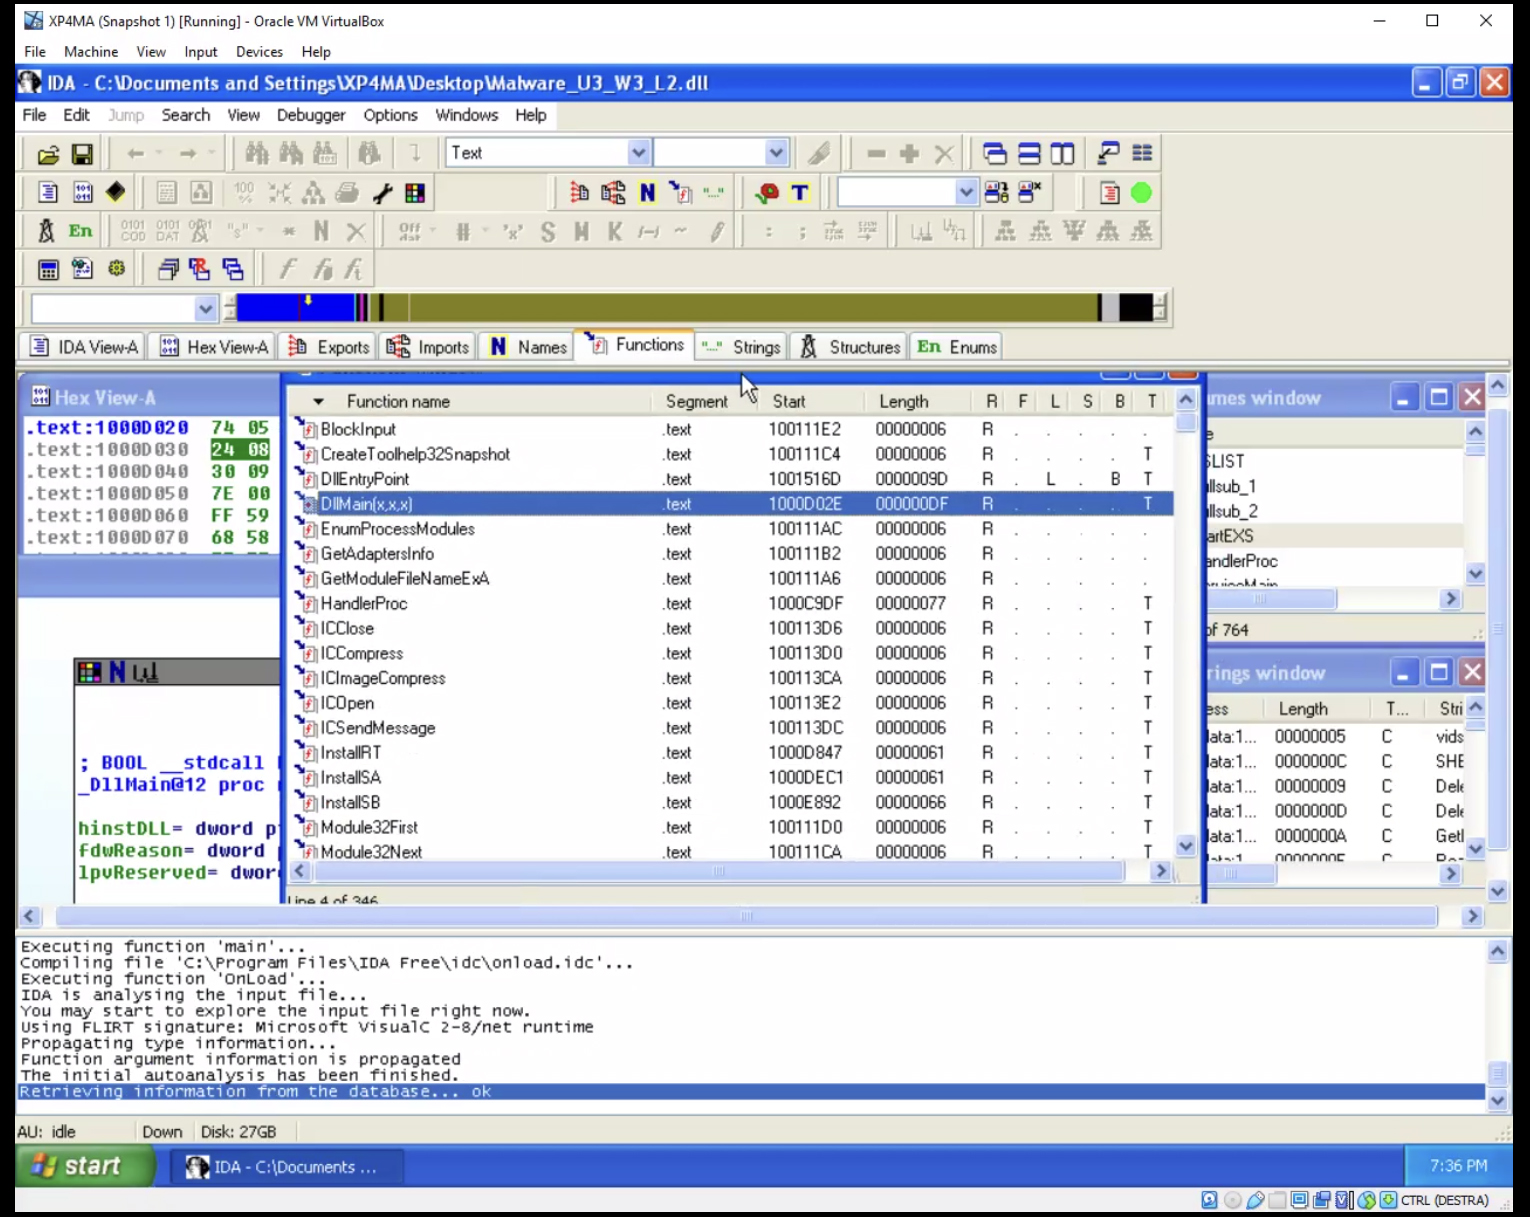 XP4MA (Snapshot 1) [Running] - Oracle VM VirtualBox
File Machine View Input Devices Help
IDA - C:\Documents and Settings\XP4MA\Desktop\Malware_U3_W3_L2.dll
File Edit Jump Search View Debugger Options Windows Help
Text
En
IDA View-A Hex View-A Exports Imports N Names Functions Strings Structures En Enums
Hex View-A
.text:1000D020 74 05
.text:1000D030 24 08
.text:1000D040 30 09
.text:1000D050 7E 00
.text:1000D060 FF 59
.text:1000D070 68 58
; BOOL __stdcall
_DllMain@12 proc
hinstDLL= dword p
fdwReason= dword
lpvReserved= dwor
Function name Segment Start Length R F L S B T
BlockInput .text 100111E2 00000006 R . . . . .
CreateToolhelp32Snapshot .text 100111C4 00000006 R . . . . T
DllEntryPoint .text 1001516D 0000009D R . L . B T
DllMain(x,x,x) .text 1000D02E 000000DF R . . . . T
EnumProcessModules .text 100111AC 00000006 R . . . . .
GetAdaptersInfo .text 100111B2 00000006 R . . . . .
GetModuleFileNameExA .text 100111A6 00000006 R . . . . .
HandlerProc .text 1000C9DF 00000077 R . . . . T
ICClose .text 100113D6 00000006 R . . . . T
ICCompress .text 100113D0 00000006 R . . . . T
ICImageCompress .text 100113CA 00000006 R . . . . T
ICOpen .text 100113E2 00000006 R . . . . T
ICSendMessage .text 100113DC 00000006 R . . . . T
InstallRT .text 1000D847 00000061 R . . . . T
InstallSA .text 1000DEC1 00000061 R . . . . T
InstallSB .text 1000E892 00000066 R . . . . T
Module32First .text 100111D0 00000006 R . . . . T
Module32Next .text 100111CA 00000006 R . . . . T
Line 4 of 346
mes window
SLIST
llsub_1
llsub_2
artEXS
andlerProc
of 764
rings window
ess Length T... Stri
data:1... 00000005 C vids
data:1... 0000000C C SHE
data:1... 00000009 C Dele
data:1... 0000000D C Dele
data:1... 0000000A C Getl
Executing function 'main'...
Compiling file 'C:\Program Files\IDA Free\idc\onload.idc'...
Executing function 'OnLoad'...
IDA is analysing the input file...
You may start to explore the input file right now.
Using FLIRT signature: Microsoft VisualC 2-8/net runtime
Propagating type information...
Function argument information is propagated
The initial autoanalysis has been finished.
Retrieving information from the database... ok
AU: idle Down Disk: 27GB
start IDA - C:\Documents ... 7:36 PM
CTRL (DESTRA)